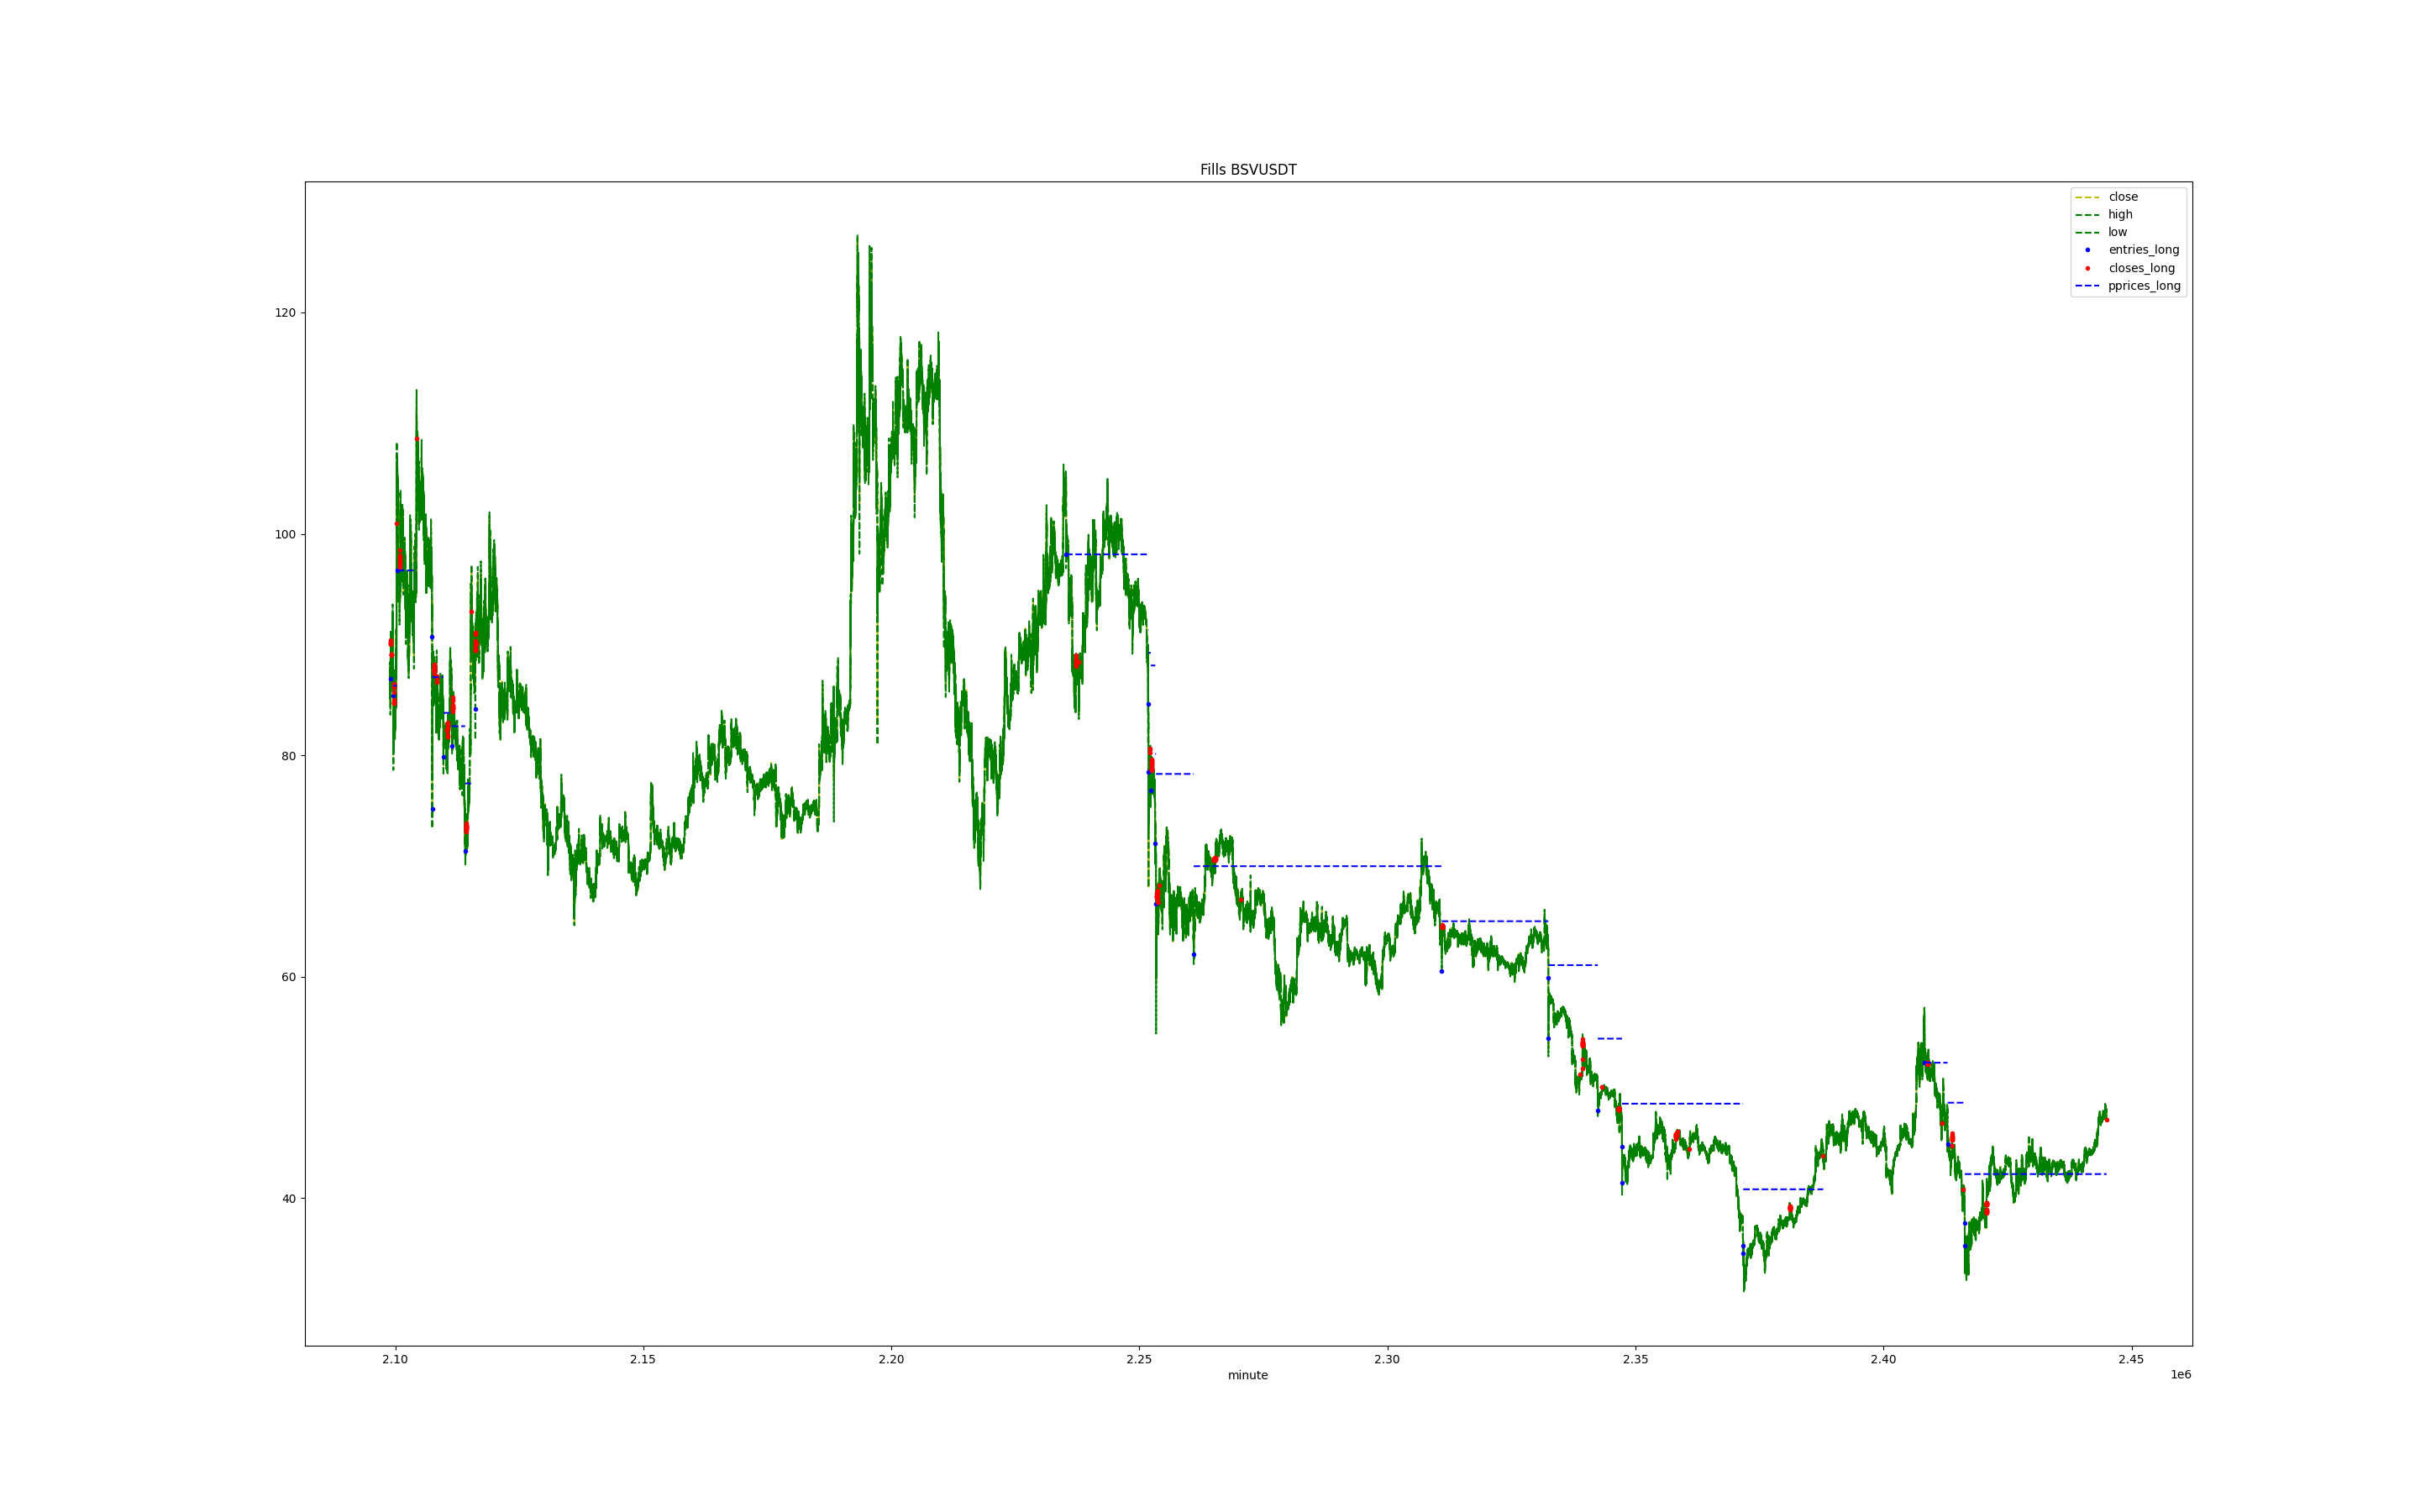 Fills BSVUSDT
close
high
low
entries_long
closes_long
pprices_long
120
100
80
60
40
2.10 2.15 2.20 2.25 2.30 2.35 2.40 2.45
1e6
minute